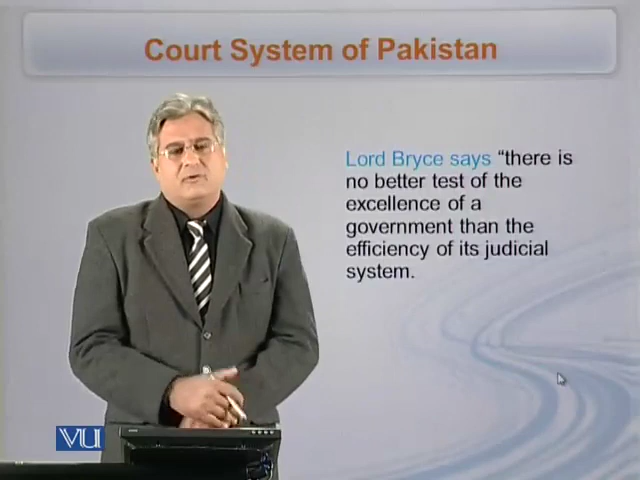 Court System of Pakistan
Lord Bryce says “there is
no better test of the
excellence of a
government than the
efficiency of its judicial
system.
VU